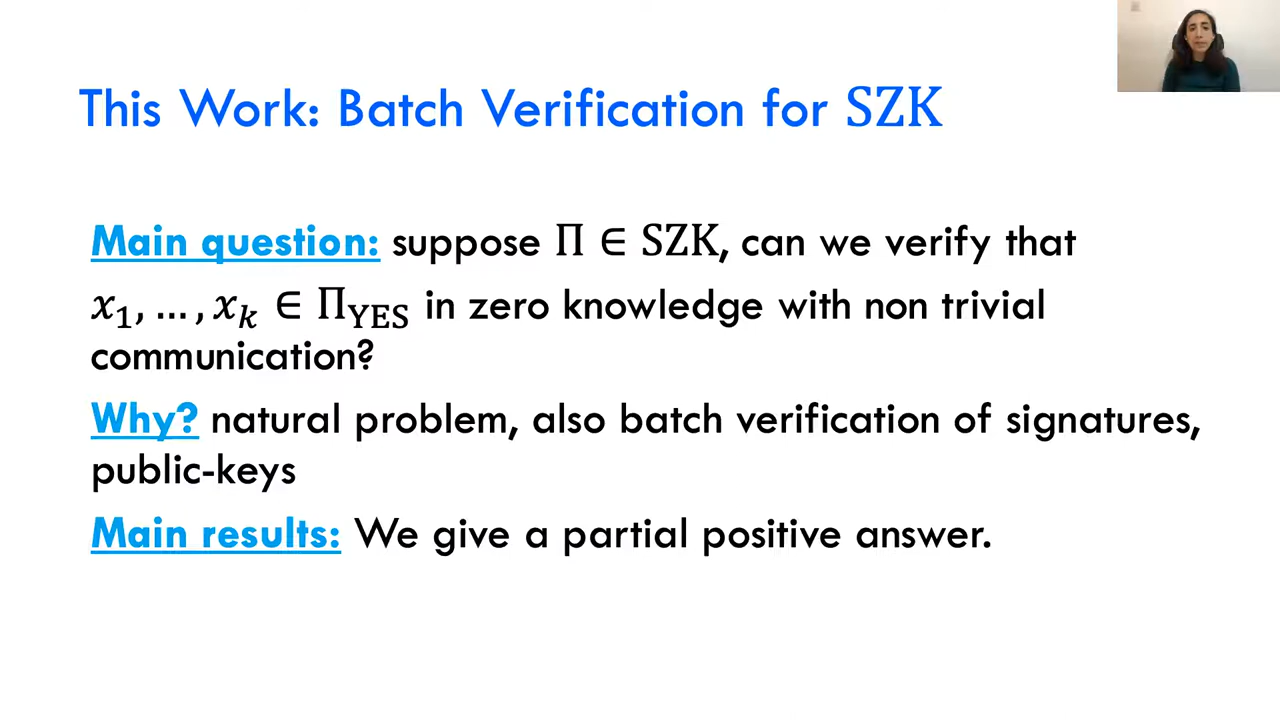 This Work: Batch Verification for SZK
Main question: suppose Π ∈ SZK, can we verify that
x₁, … , xₖ ∈ Π_YES in zero knowledge with non trivial
communication?
Why? natural problem, also batch verification of signatures,
public-keys
Main results: We give a partial positive answer.